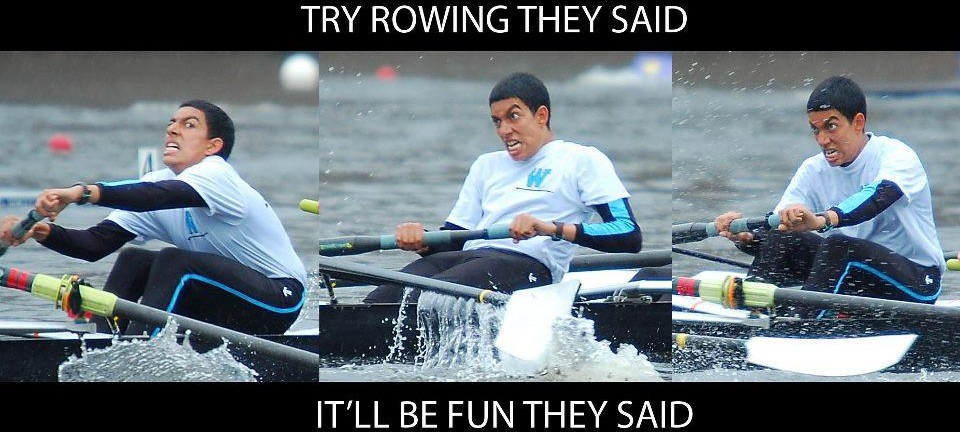 TRY ROWING THEY SAID
W
IT'LL BE FUN THEY SAID